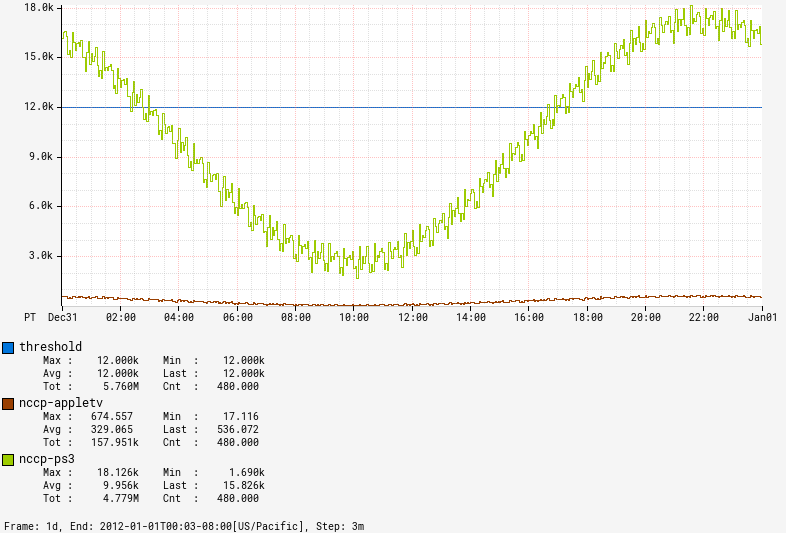 18.0k
15.0k
12.0k
9.0k
6.0k
3.0k
PT Dec31 02:00 04:00 06:00 08:00 10:00 12:00 14:00 16:00 18:00 20:00 22:00 Jan01
threshold
Max : 12.000k Min : 12.000k
Avg : 12.000k Last : 12.000k
Tot : 5.760M Cnt : 480.000
nccp-appletv
Max : 674.557 Min : 17.116
Avg : 329.065 Last : 536.072
Tot : 157.951k Cnt : 480.000
nccp-ps3
Max : 18.126k Min : 1.690k
Avg : 9.956k Last : 15.826k
Tot : 4.779M Cnt : 480.000
Frame: 1d, End: 2012-01-01T00:03-08:00[US/Pacific], Step: 3m